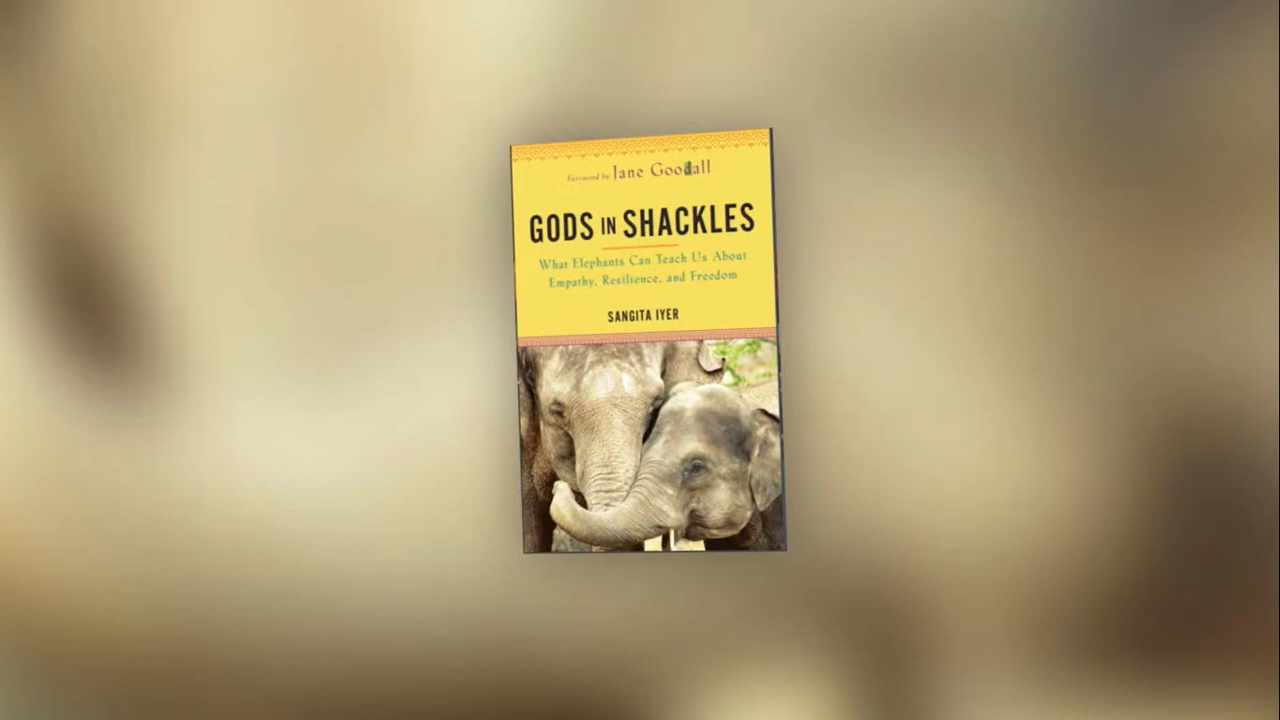 Foreword by Jane Goodall
GODS IN SHACKLES
What Elephants Can Teach Us About
Empathy, Resilience, and Freedom
SANGITA IYER